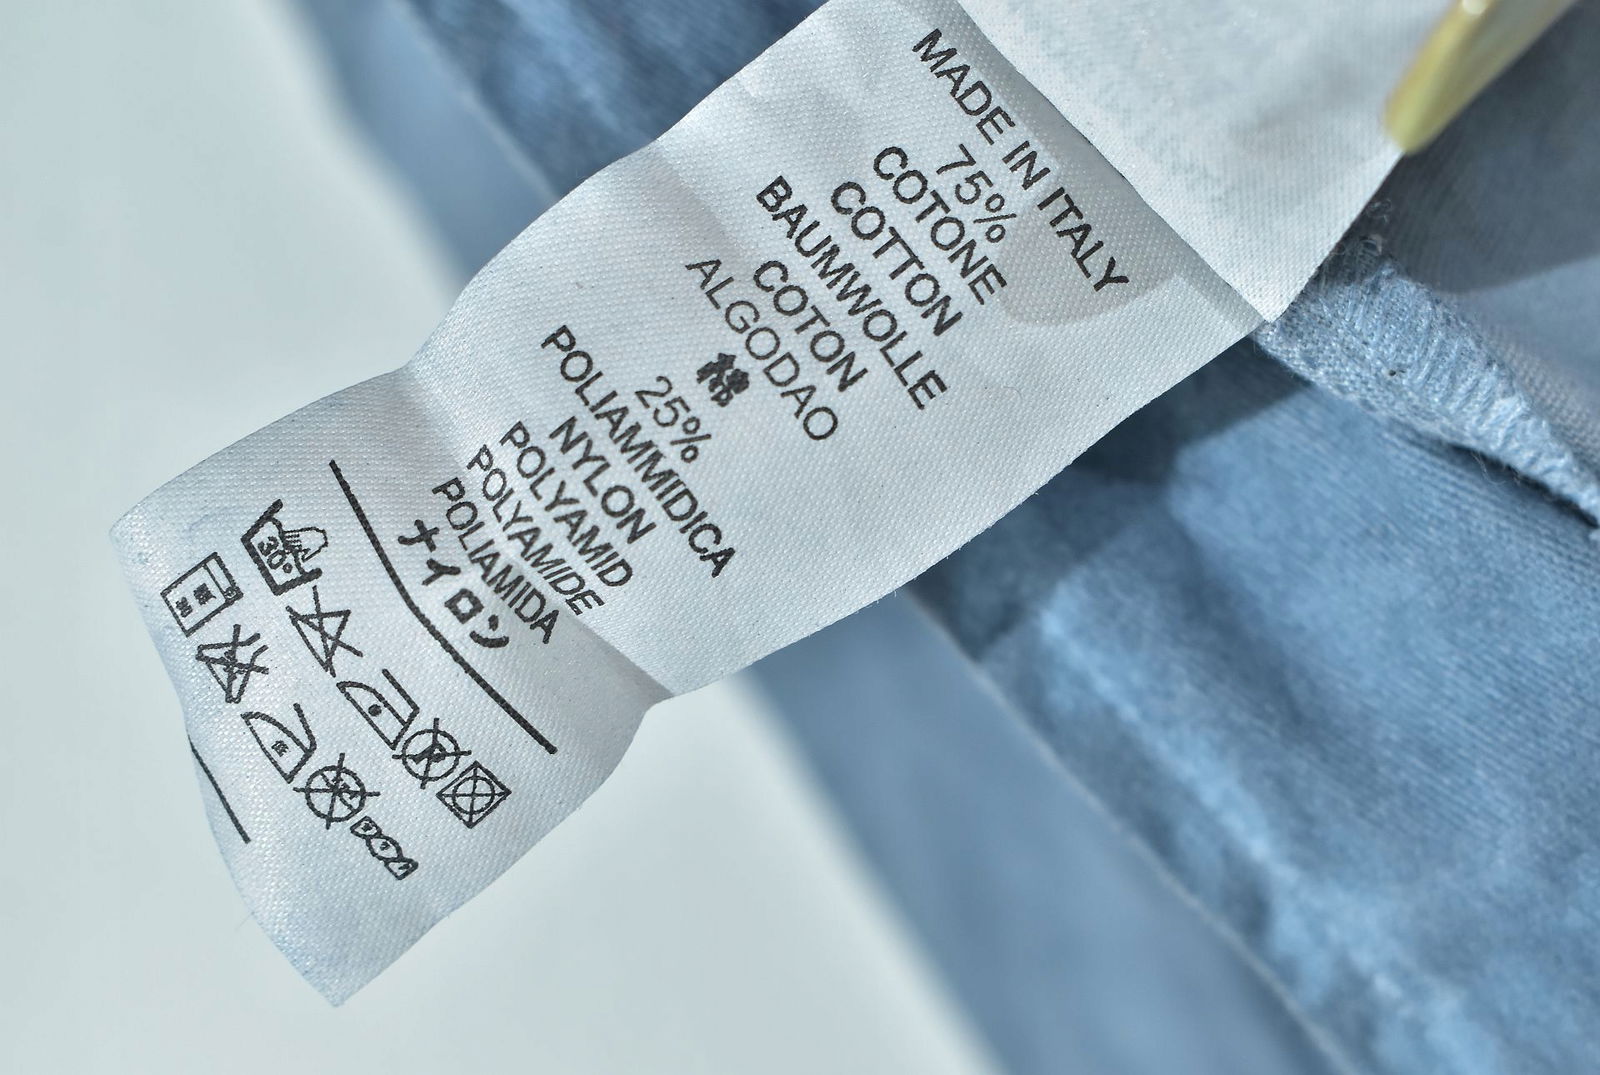 MADE IN ITALY
75%
COTONE
COTTON
BAUMWOLLE
COTON
ALGODAO
綿
25%
POLIAMMIDICA
NYLON
POLYAMID
POLYAMIDE
POLIAMIDA
ナイロン
30°